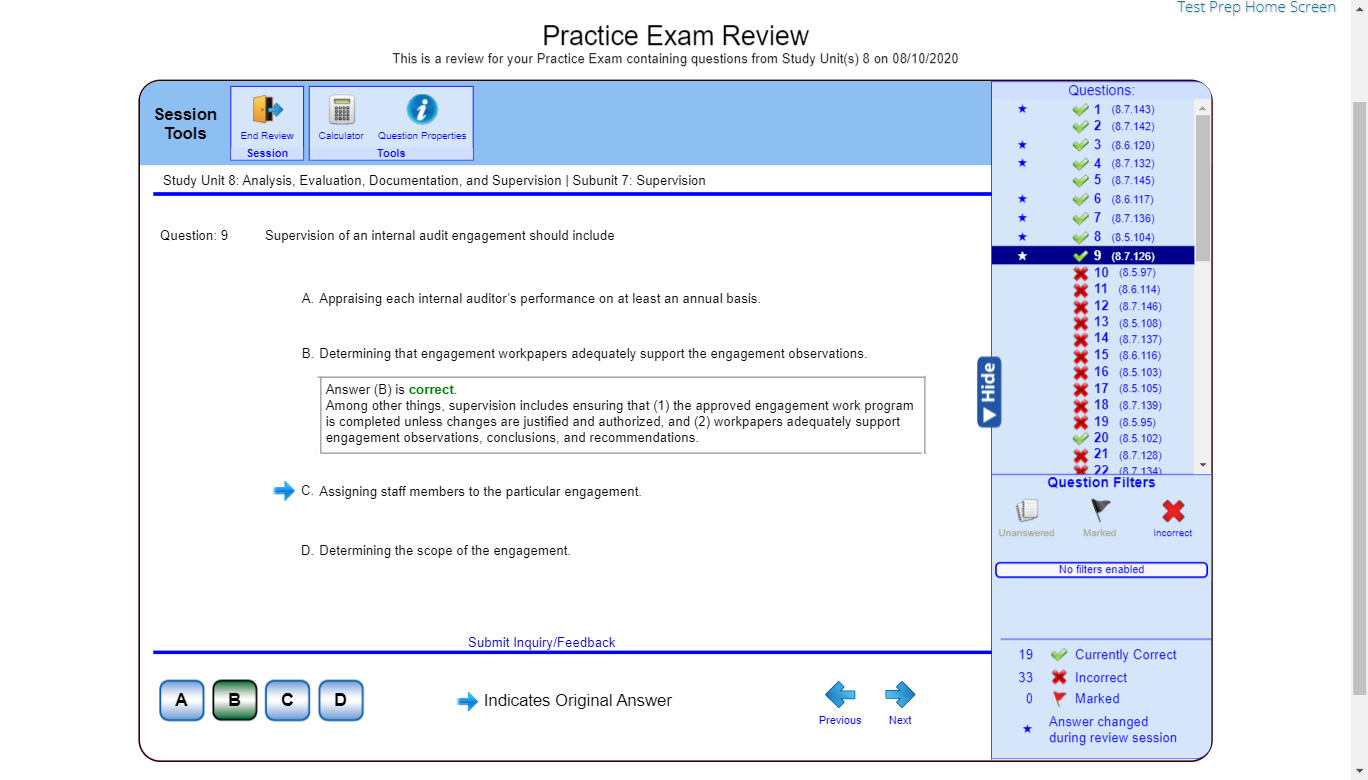 Test Prep Home Screen
Practice Exam Review
This is a review for your Practice Exam containing questions from Study Unit(s) 8 on 08/10/2020
Session Tools
End Review
Session
Calculator
Question Properties
Tools
Study Unit 8: Analysis, Evaluation, Documentation, and Supervision | Subunit 7: Supervision
Question: 9 Supervision of an internal audit engagement should include
A. Appraising each internal auditor's performance on at least an annual basis.
B. Determining that engagement workpapers adequately support the engagement observations.
Answer (B) is correct.
Among other things, supervision includes ensuring that (1) the approved engagement work program
is completed unless changes are justified and authorized, and (2) workpapers adequately support
engagement observations, conclusions, and recommendations.
C. Assigning staff members to the particular engagement.
D. Determining the scope of the engagement.
Submit Inquiry/Feedback
A B C D
Indicates Original Answer
Previous
Next
Hide
Questions:
1 (8.7.143)
2 (8.7.142)
3 (8.6.120)
4 (8.7.132)
5 (8.7.145)
6 (8.6.117)
7 (8.7.136)
8 (8.5.104)
9 (8.7.126)
10 (8.5.97)
11 (8.6.114)
12 (8.7.146)
13 (8.5.108)
14 (8.7.137)
15 (8.6.116)
16 (8.5.103)
17 (8.5.105)
18 (8.7.139)
19 (8.5.95)
20 (8.5.102)
21 (8.7.128)
22 (8.7.134)
Question Filters
Unanswered
Marked
Incorrect
No filters enabled
19 Currently Correct
33 Incorrect
0 Marked
Answer changed
during review session